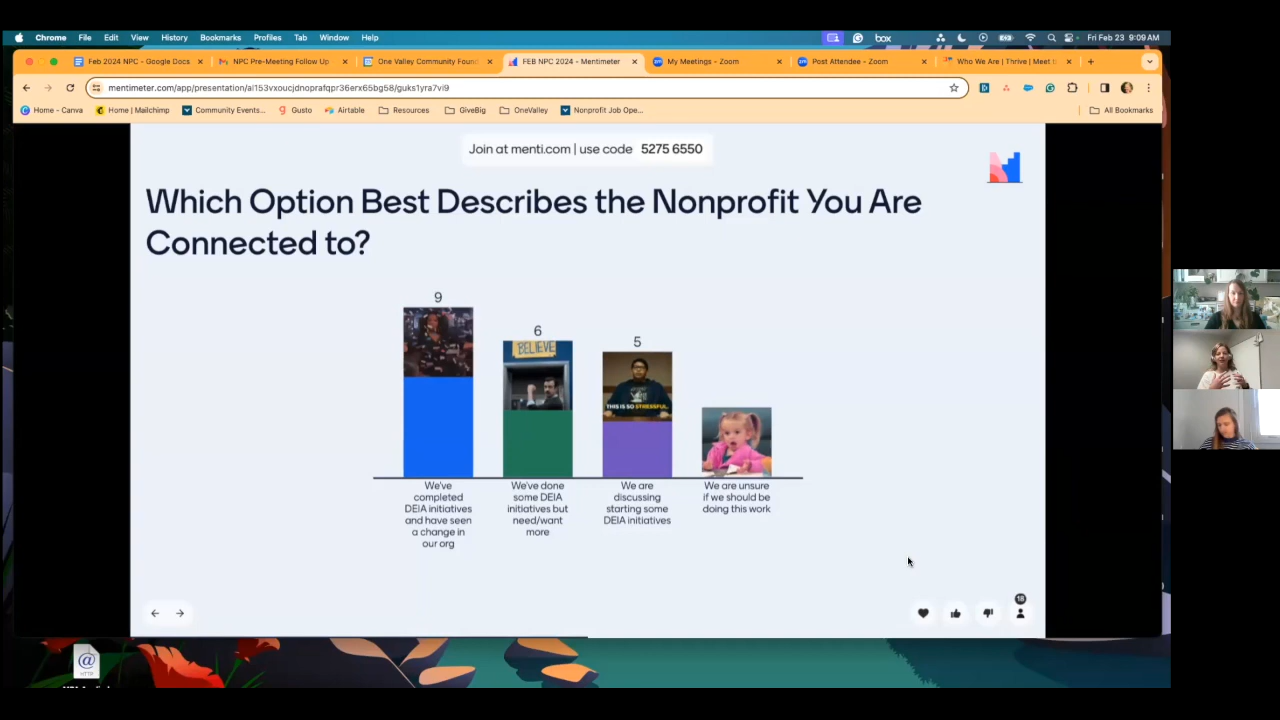 Chrome File Edit View History Bookmarks Profiles Tab Window Help
box
Fri Feb 23 9:09 AM
Feb 2024 NPC - Google Docs
NPC Pre-Meeting Follow Up
One Valley Community Foun
FEB NPC 2024 - Mentimeter
My Meetings - Zoom
Post Attendee - Zoom
Who We Are | Thrive | Meet t
mentimeter.com/app/presentation/al153vxoucjdnoprafqpr36erx65bg58/guks1yra7vi9
Home - Canva
Home | Mailchimp
Community Events...
Gusto
Airtable
Resources
GiveBig
OneValley
Nonprofit Job Ope...
All Bookmarks
Join at menti.com | use code 5275 6550
Which Option Best Describes the Nonprofit You Are
Connected to?
9
6
5
BELIEVE
THIS IS SO STRESSFUL.
We've
completed
DEIA initiatives
and have seen
a change in
our org
We've done
some DEIA
initiatives but
need/want
more
We are
discussing
starting some
DEIA initiatives
We are unsure
if we should be
doing this work
18
HTTP